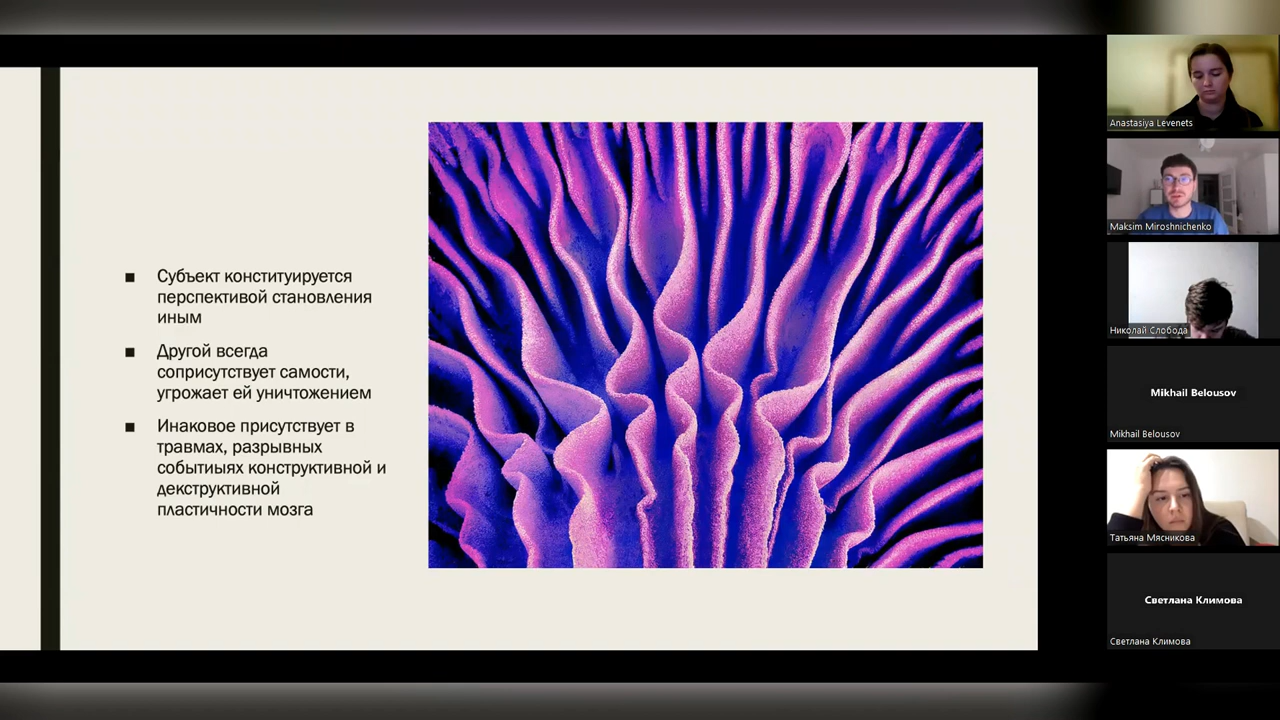 Субъект конституируется
перспективой становления
иным
Другой всегда
соприсутствует самости,
угрожает ей уничтожением
Инаковое присутствует в
травмах, разрывных
событиыях конструктивной и
декструктивной
пластичности мозга
Anastasiya Levenets
Maksim Miroshnichenko
Николай Слобода
Mikhail Belousov
Mikhail Belousov
Татьяна Мясникова
Светлана Климова
Светлана Климова